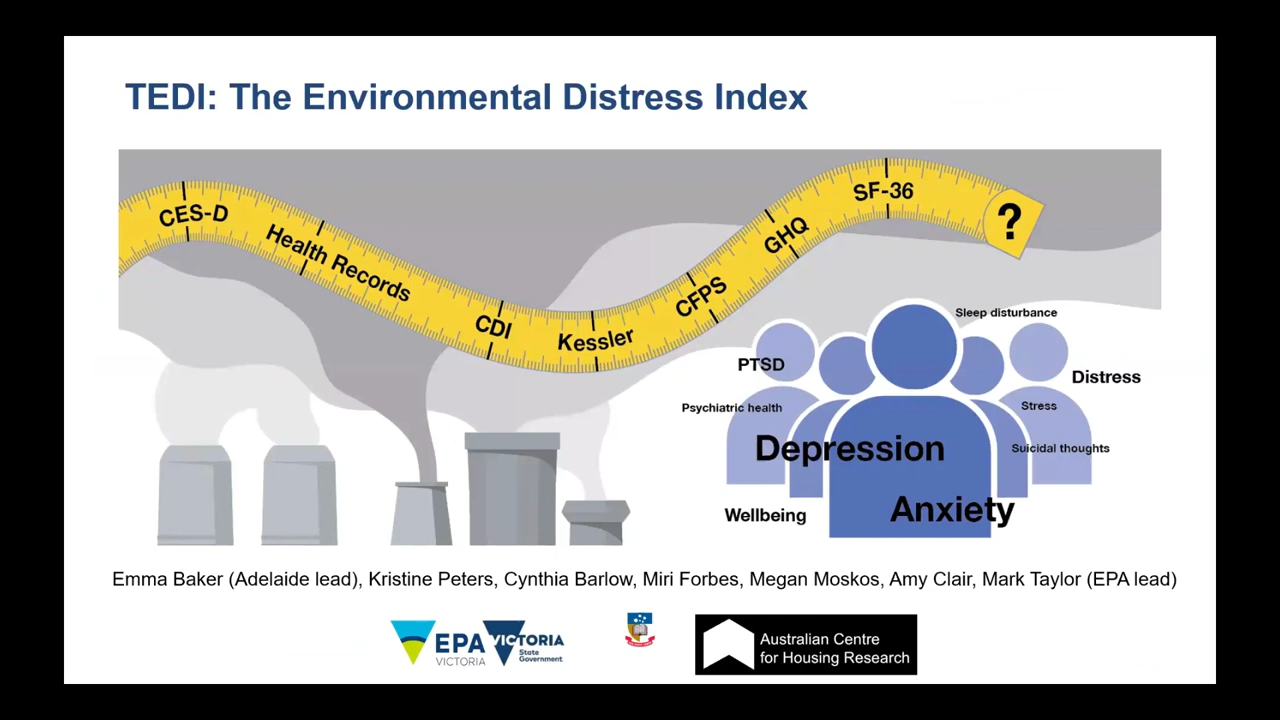 TEDI: The Environmental Distress Index
CES-D
Health Records
CDI
Kessler
CFPS
GHQ
SF-36
?
Sleep disturbance
PTSD
Distress
Psychiatric health
Stress
Depression
Suicidal thoughts
Wellbeing
Anxiety
Emma Baker (Adelaide lead), Kristine Peters, Cynthia Barlow, Miri Forbes, Megan Moskos, Amy Clair, Mark Taylor (EPA lead)
EPA
VICTORIA
VICTORIA
State
Government
Australian Centre
for Housing Research